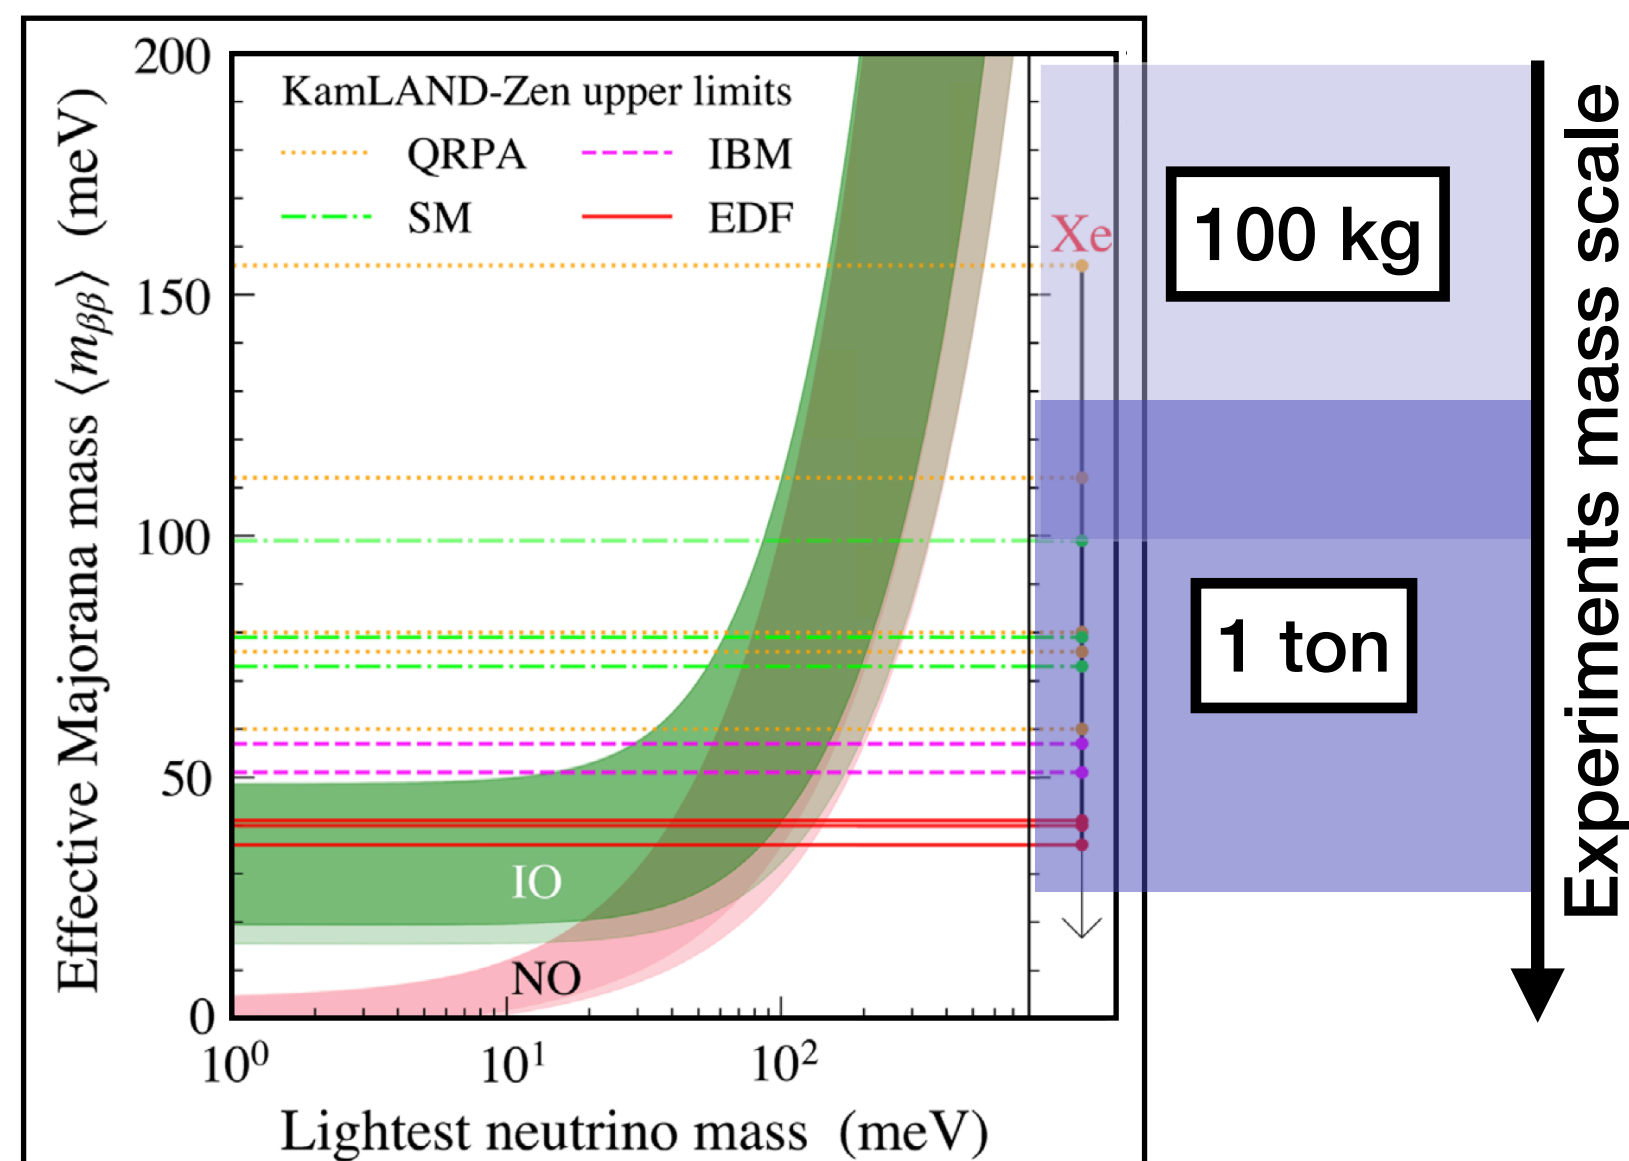 200
150
100
50
0
Effective Majorana mass ⟨mββ⟩ (meV)
KamLAND-Zen upper limits
QRPA
IBM
SM
EDF
Xe
IO
NO
10⁰
10¹
10²
Lightest neutrino mass (meV)
100 kg
1 ton
Experiments mass scale